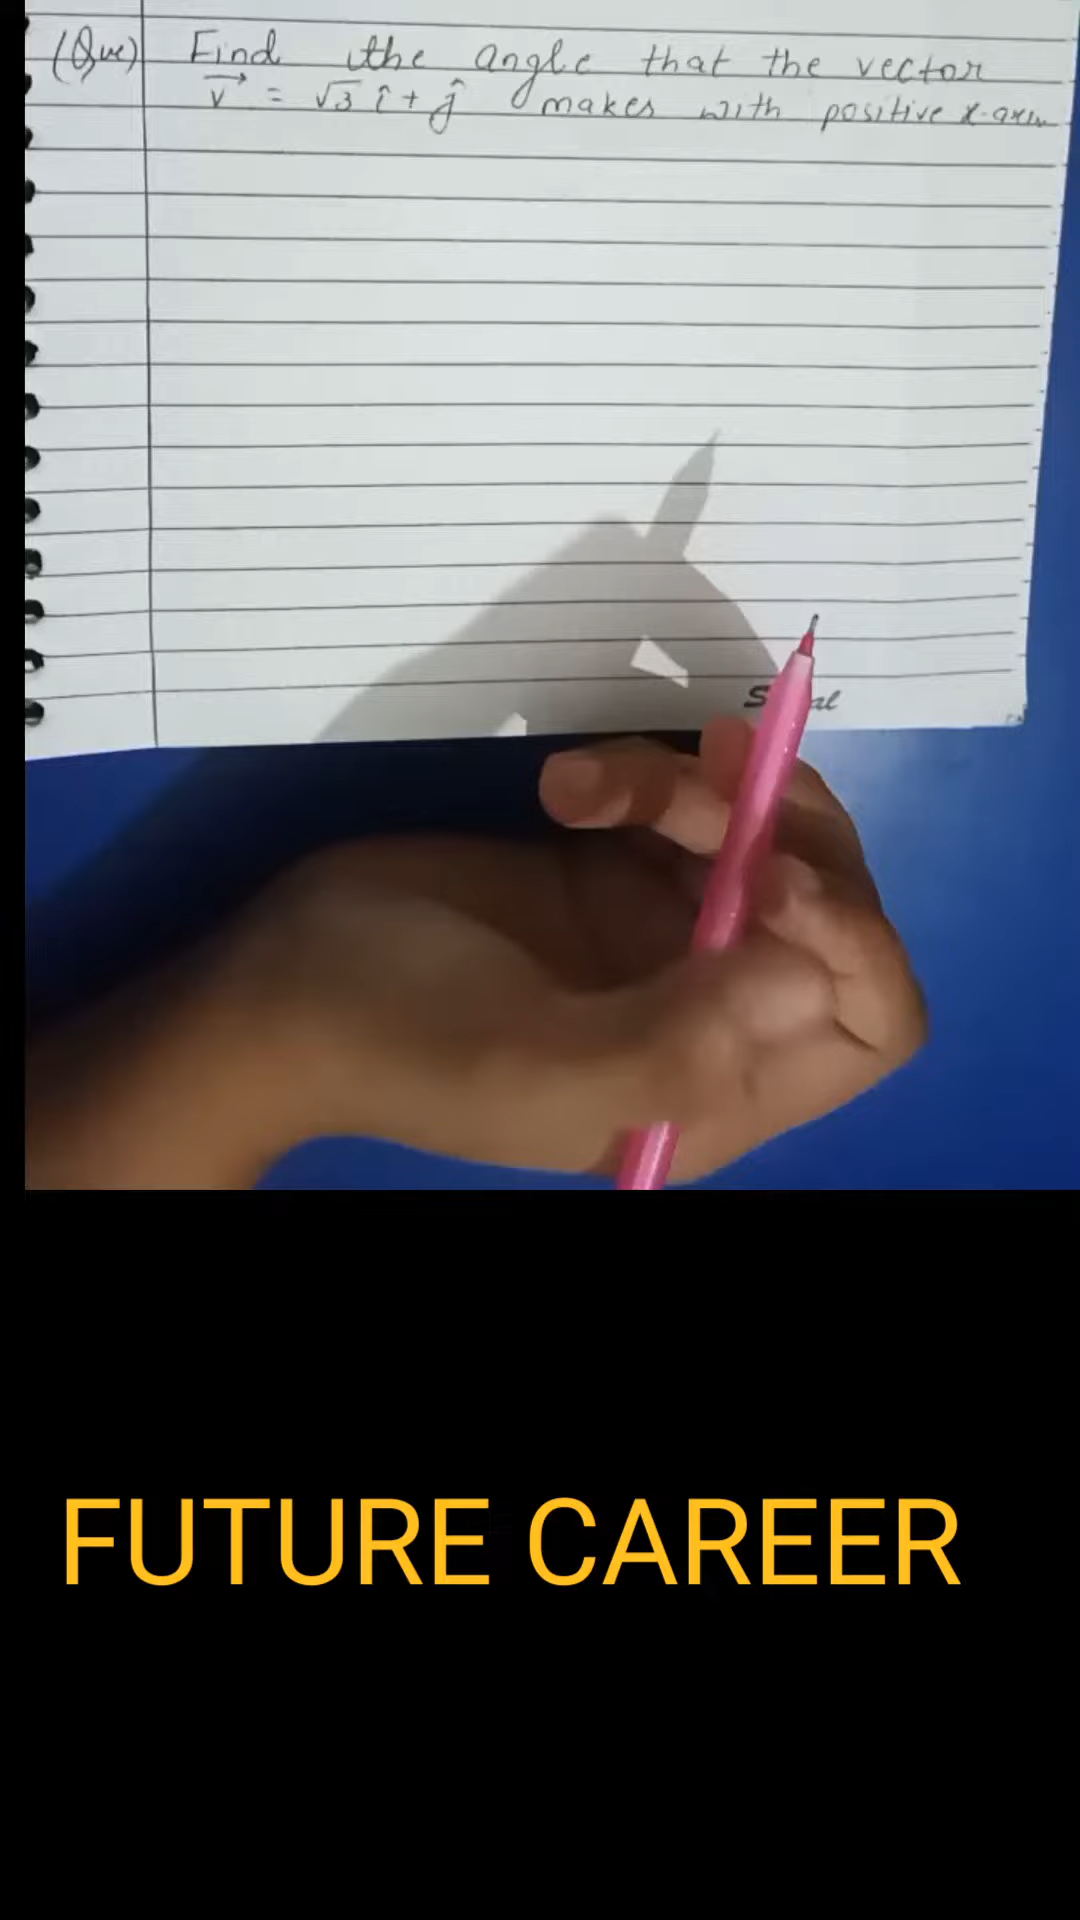 (Que) Find the angle that the vector
v⃗ = √3 î + ĵ makes with positive x-axis
FUTURE CAREER